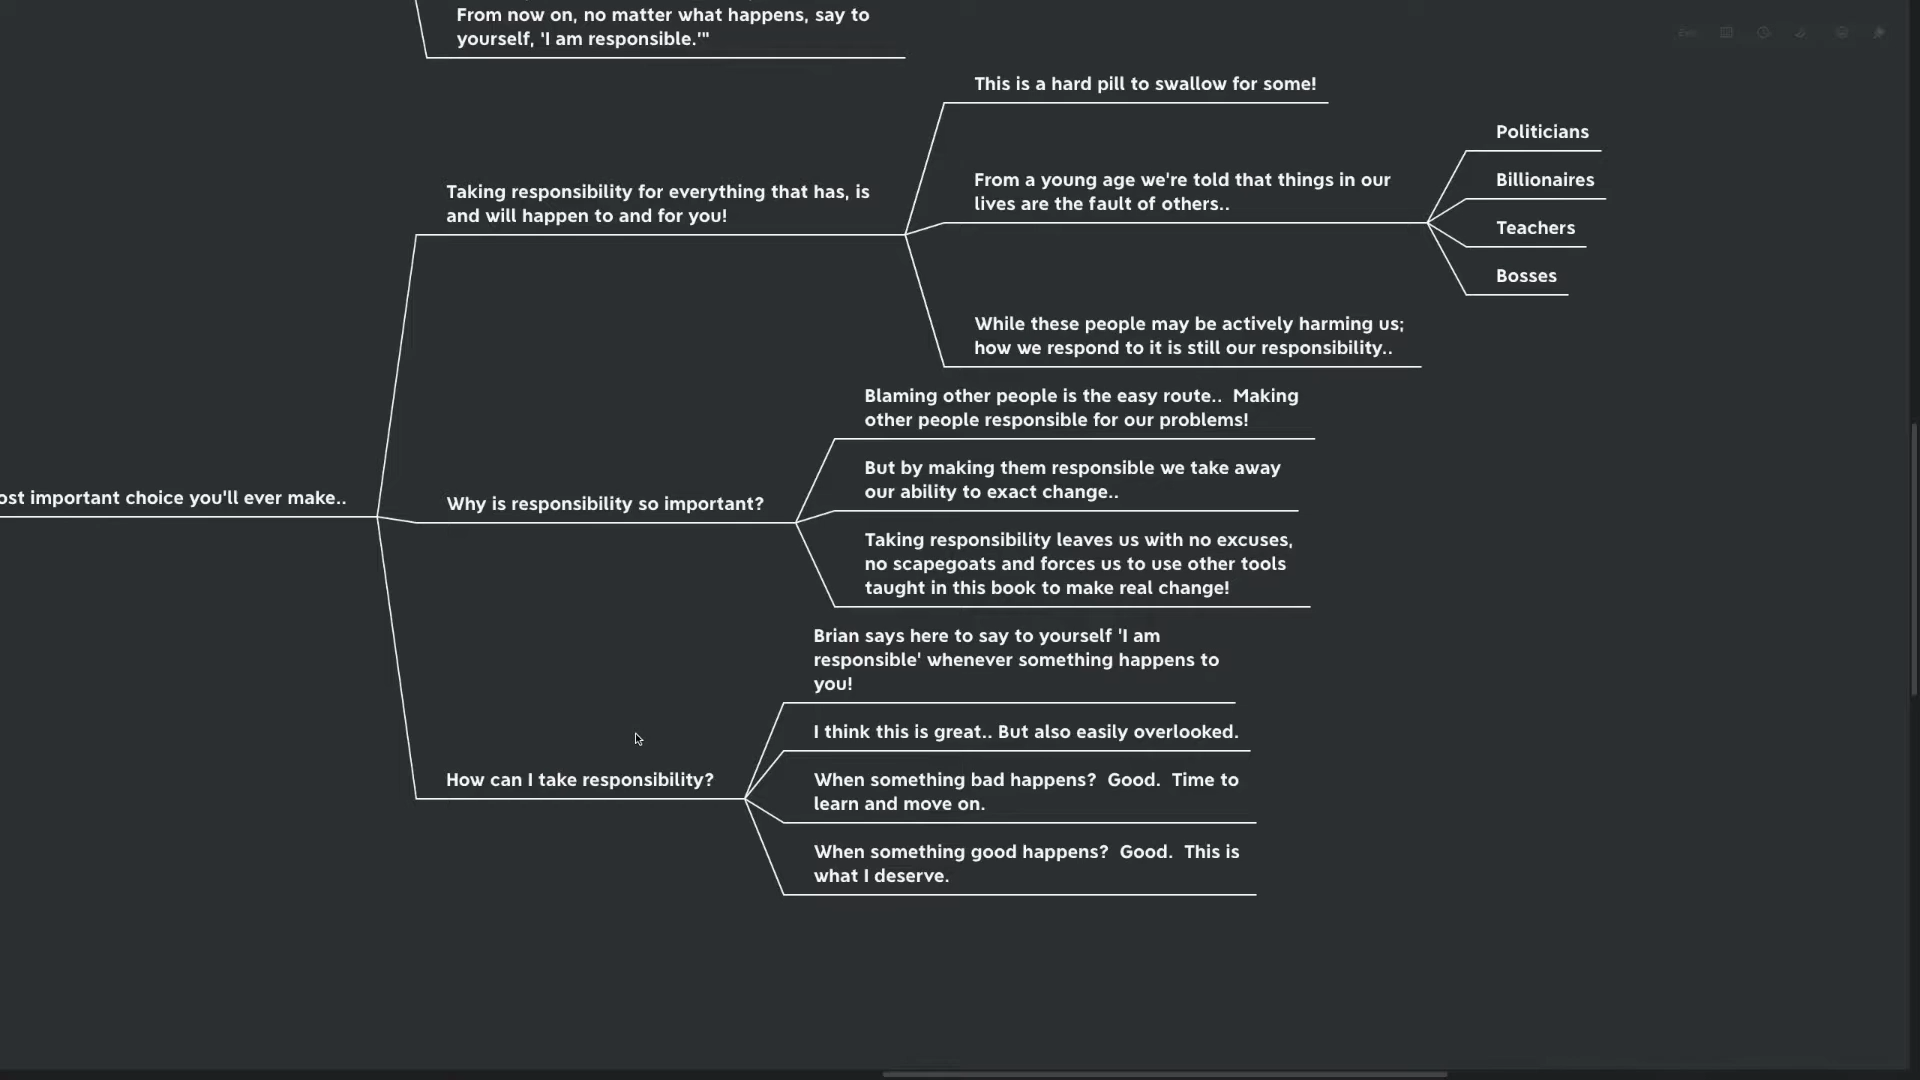 From now on, no matter what happens, say to
yourself, 'I am responsible.'"
This is a hard pill to swallow for some!
Politicians
From a young age we're told that things in our
lives are the fault of others..
Billionaires
Taking responsibility for everything that has, is
and will happen to and for you!
Teachers
Bosses
While these people may be actively harming us;
how we respond to it is still our responsibility..
Blaming other people is the easy route..  Making
other people responsible for our problems!
But by making them responsible we take away
our ability to exact change..
ost important choice you'll ever make..
Why is responsibility so important?
Taking responsibility leaves us with no excuses,
no scapegoats and forces us to use other tools
taught in this book to make real change!
Brian says here to say to yourself 'I am
responsible' whenever something happens to
you!
I think this is great.. But also easily overlooked.
How can I take responsibility?
When something bad happens?  Good.  Time to
learn and move on.
When something good happens?  Good.  This is
what I deserve.